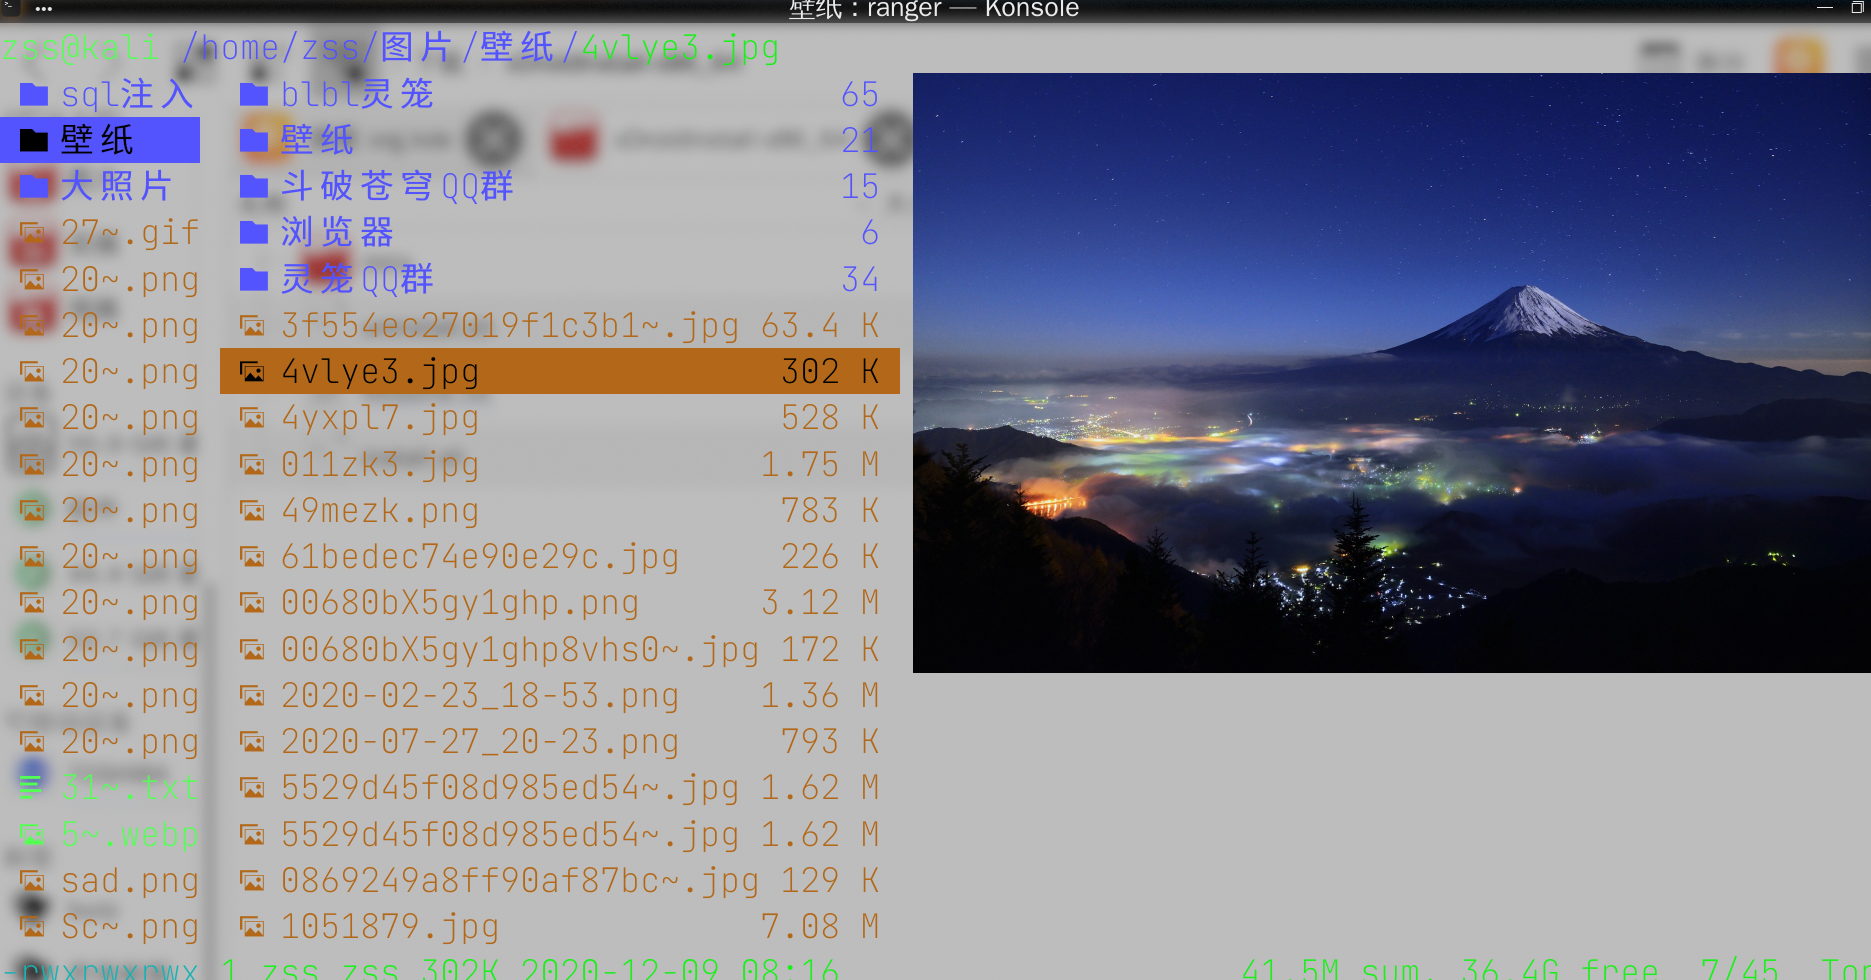 壁纸 : ranger — Konsole
zss@kali /home/zss/图片/壁纸/4vlye3.jpg
sql注入 blbl灵笼 65
壁纸 壁纸 21
大照片 斗破苍穹QQ群 15
27~.gif 浏览器 6
20~.png 灵笼QQ群 34
20~.png 3f554ec27019f1c3b1~.jpg 63.4 K
20~.png 4vlye3.jpg 302 K
20~.png 4yxpl7.jpg 528 K
20~.png 011zk3.jpg 1.75 M
20~.png 49mezk.png 783 K
20~.png 61bedec74e90e29c.jpg 226 K
20~.png 00680bX5gy1ghp.png 3.12 M
20~.png 00680bX5gy1ghp8vhs0~.jpg 172 K
20~.png 2020-02-23_18-53.png 1.36 M
20~.png 2020-07-27_20-23.png 793 K
31~.txt 5529d45f08d985ed54~.jpg 1.62 M
5~.webp 5529d45f08d985ed54~.jpg 1.62 M
sad.png 0869249a8ff90af87bc~.jpg 129 K
Sc~.png 1051879.jpg 7.08 M
-rwxrwxrwx 1 zss zss 302K 2020-12-09 08:16 41.5M sum, 36.4G free 7/45 Top